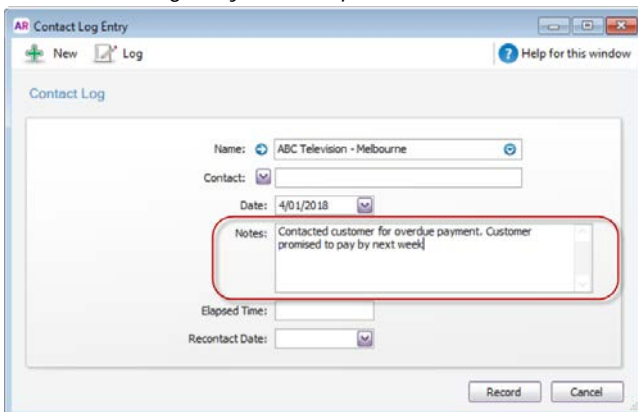 AR Contact Log Entry
New Log
? Help for this window
Contact Log
Name: ABC Television - Melbourne
Contact:
Date: 4/01/2018
Notes: Contacted customer for overdue payment. Customer
promised to pay by next week
Elapsed Time:
Recontact Date:
Record Cancel